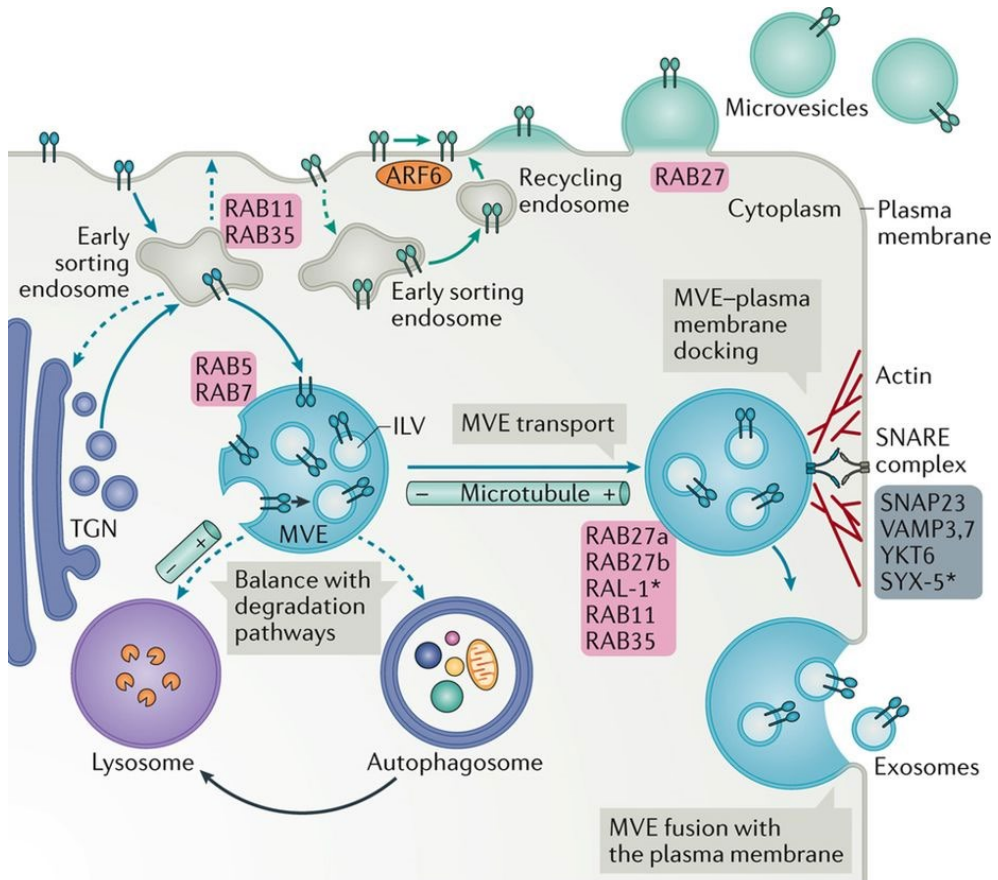 Microvesicles
ARF6
Recycling
endosome
RAB27
Cytoplasm
Plasma
membrane
RAB11
RAB35
Early
sorting
endosome
Early sorting
endosome
MVE–plasma
membrane
docking
RAB5
RAB7
ILV
MVE transport
Actin
SNARE
complex
– Microtubule +
SNAP23
VAMP3,7
YKT6
SYX-5*
TGN
MVE
+
–
RAB27a
RAB27b
RAL-1*
RAB11
RAB35
Balance with
degradation
pathways
Lysosome
Autophagosome
Exosomes
MVE fusion with
the plasma membrane